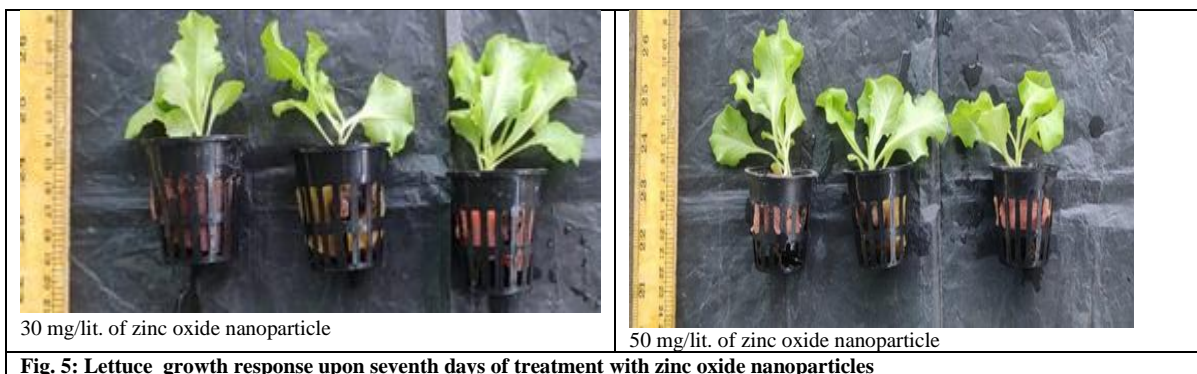 30 mg/lit. of zinc oxide nanoparticle
50 mg/lit. of zinc oxide nanoparticle
Fig. 5: Lettuce growth response upon seventh days of treatment with zinc oxide nanoparticles